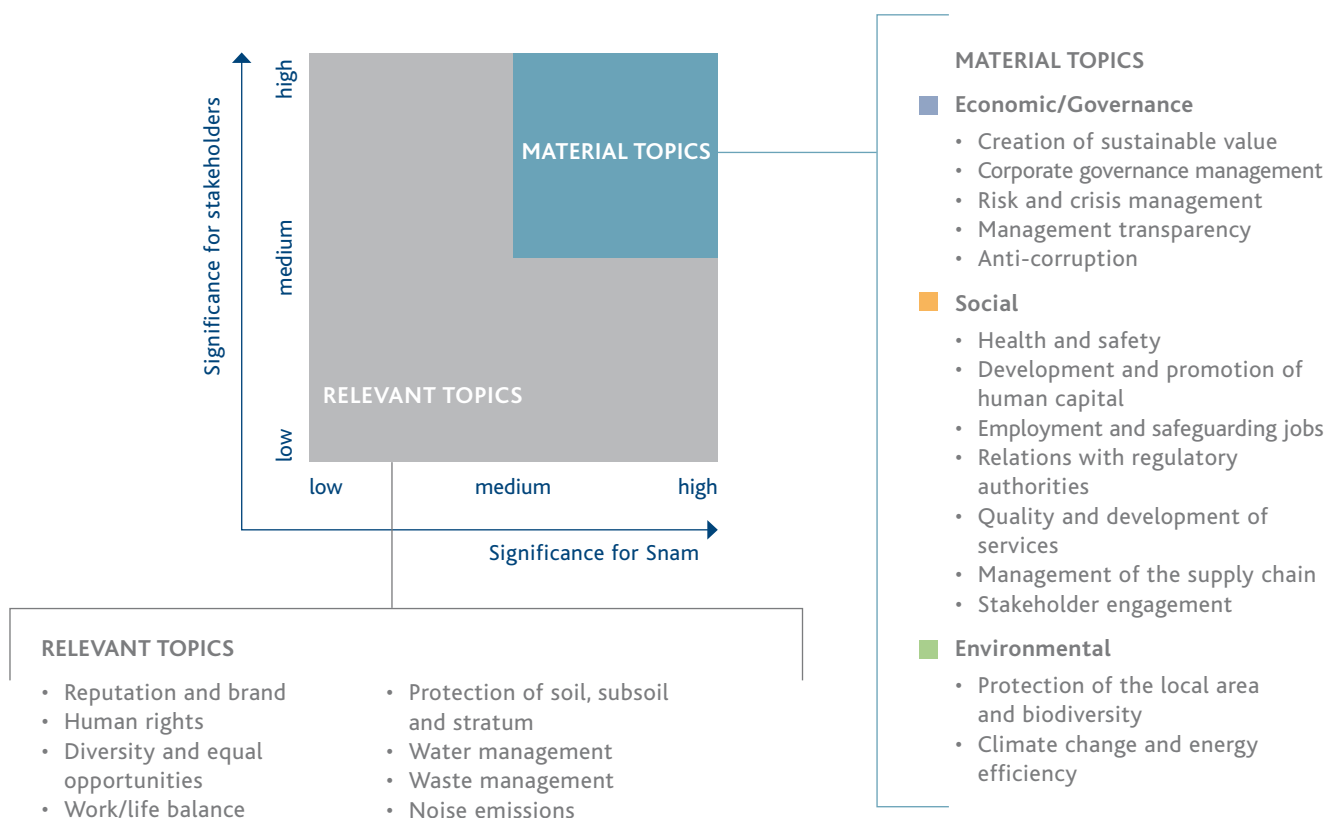 Significance for stakeholders
high
medium
low
MATERIAL TOPICS
RELEVANT TOPICS
low medium high
Significance for Snam
MATERIAL TOPICS
Economic/Governance
• Creation of sustainable value
• Corporate governance management
• Risk and crisis management
• Management transparency
• Anti-corruption
Social
• Health and safety
• Development and promotion of
human capital
• Employment and safeguarding jobs
• Relations with regulatory
authorities
• Quality and development of
services
• Management of the supply chain
• Stakeholder engagement
Environmental
• Protection of the local area
and biodiversity
• Climate change and energy
efficiency
RELEVANT TOPICS
• Reputation and brand
• Human rights
• Diversity and equal
opportunities
• Work/life balance
• Protection of soil, subsoil
and stratum
• Water management
• Waste management
• Noise emissions